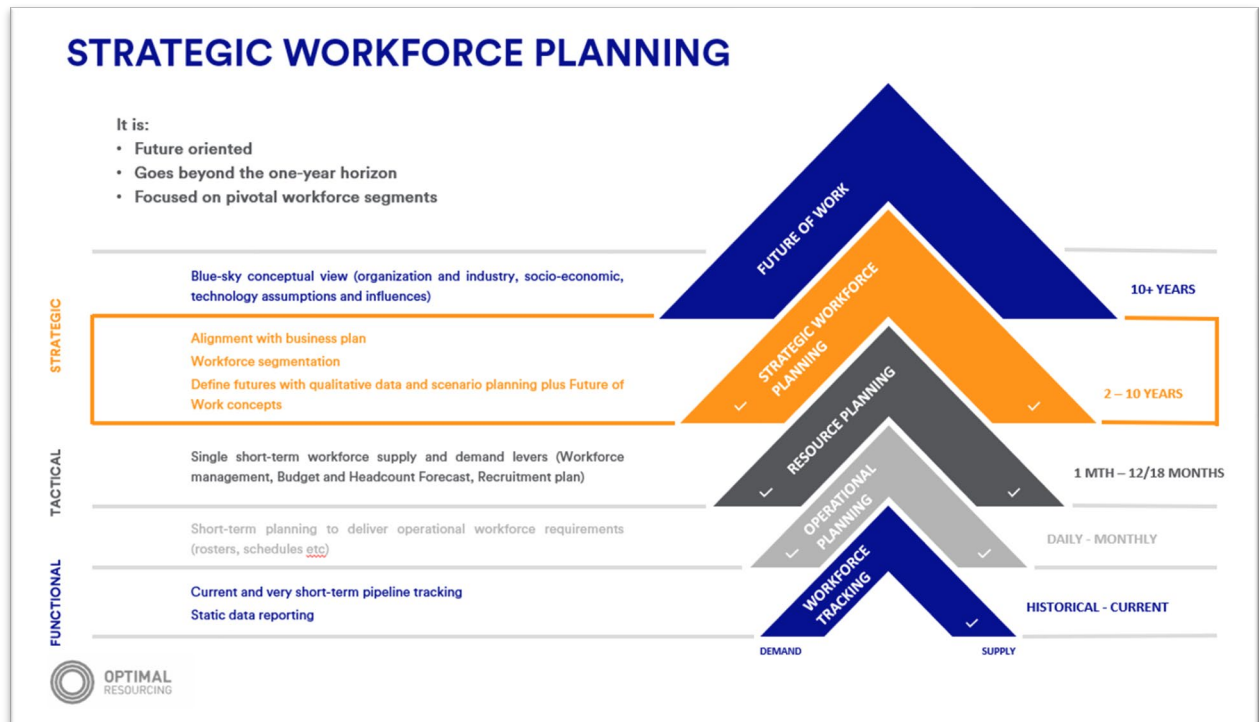 STRATEGIC WORKFORCE PLANNING
It is:
• Future oriented
• Goes beyond the one-year horizon
• Focused on pivotal workforce segments
FUTURE OF WORK
Blue-sky conceptual view (organization and industry, socio-economic,
technology assumptions and influences)
10+ YEARS
STRATEGIC
Alignment with business plan
Workforce segmentation
Define futures with qualitative data and scenario planning plus Future of
Work concepts
STRATEGIC WORKFORCE
PLANNING
2 – 10 YEARS
TACTICAL
Single short-term workforce supply and demand levers (Workforce
management, Budget and Headcount Forecast, Recruitment plan)
RESOURCE PLANNING
1 MTH – 12/18 MONTHS
Short-term planning to deliver operational workforce requirements
(rosters, schedules etc)
OPERATIONAL
PLANNING
DAILY - MONTHLY
FUNCTIONAL
Current and very short-term pipeline tracking
Static data reporting
WORKFORCE
TRACKING
HISTORICAL - CURRENT
DEMAND
SUPPLY
OPTIMAL
RESOURCING